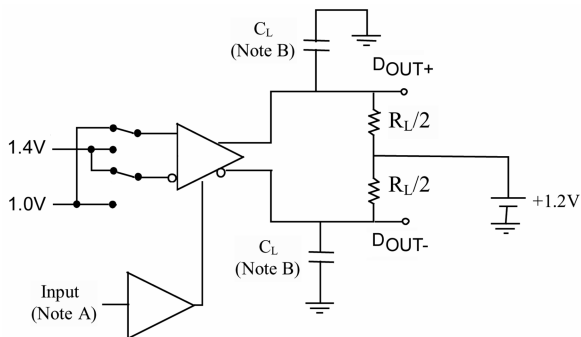 C_L
(Note B)
D_OUT+
R_L/2
1.4V
R_L/2
+1.2V
1.0V
C_L
(Note B)
D_OUT-
Input
(Note A)